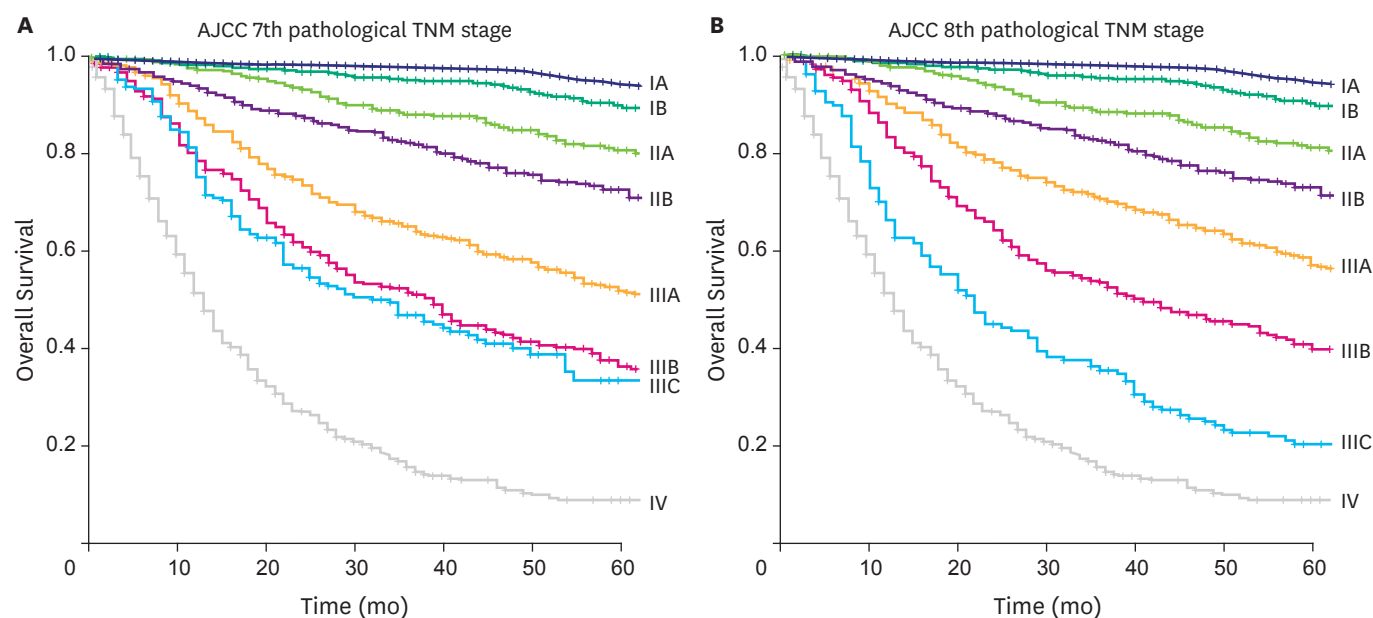 A
AJCC 7th pathological TNM stage
Overall Survival
1.0
0.8
0.6
0.4
0.2
0 10 20 30 40 50 60
Time (mo)
IA
IB
IIA
IIB
IIIA
IIIB
IIIC
IV
B
AJCC 8th pathological TNM stage
Overall Survival
1.0
0.8
0.6
0.4
0.2
0 10 20 30 40 50 60
Time (mo)
IA
IB
IIA
IIB
IIIA
IIIB
IIIC
IV